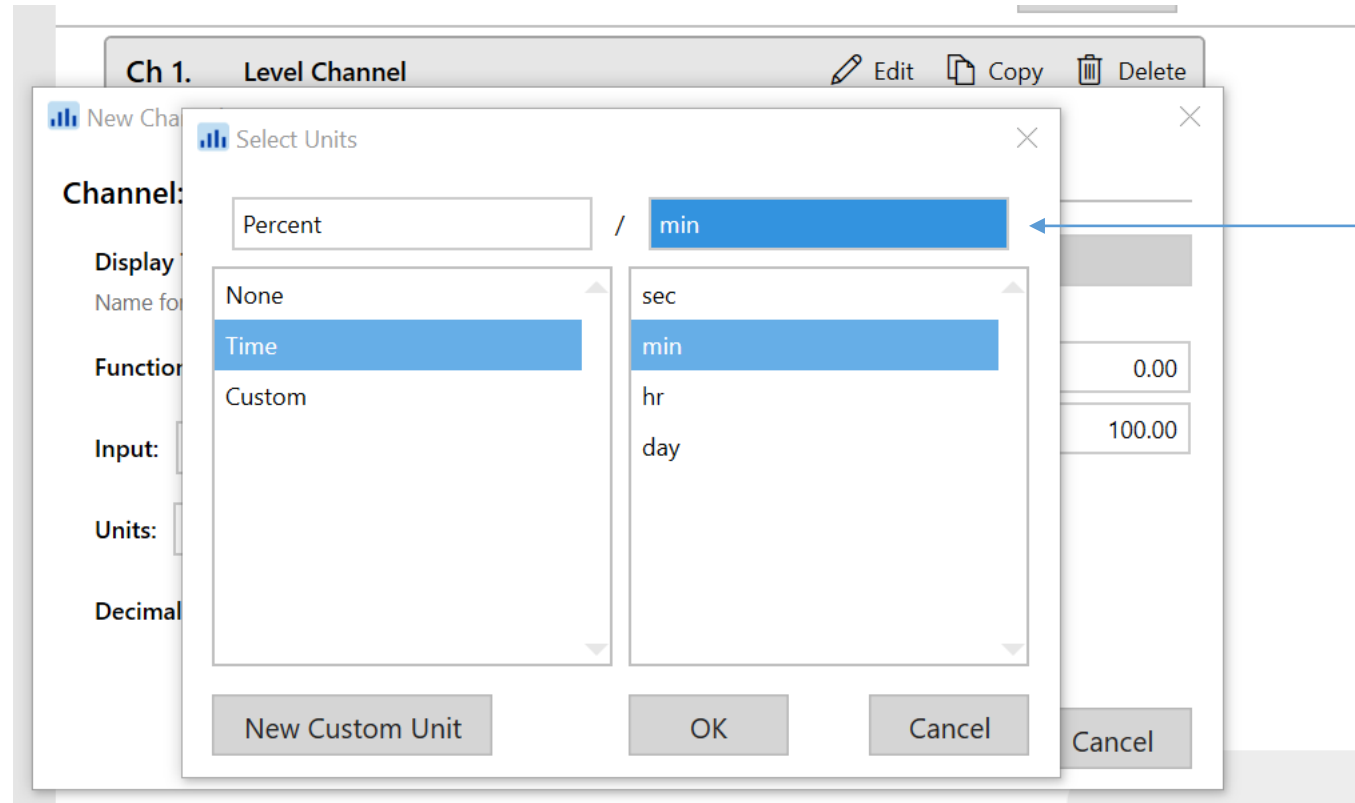 Ch 1. Level Channel Edit Copy Delete
New Cha
Select Units
Channel:
Percent / min
Display
Name for
None
Time
Custom
sec
min
hr
day
Function
0.00
Input:
100.00
Units:
Decimal
New Custom Unit OK Cancel
Cancel